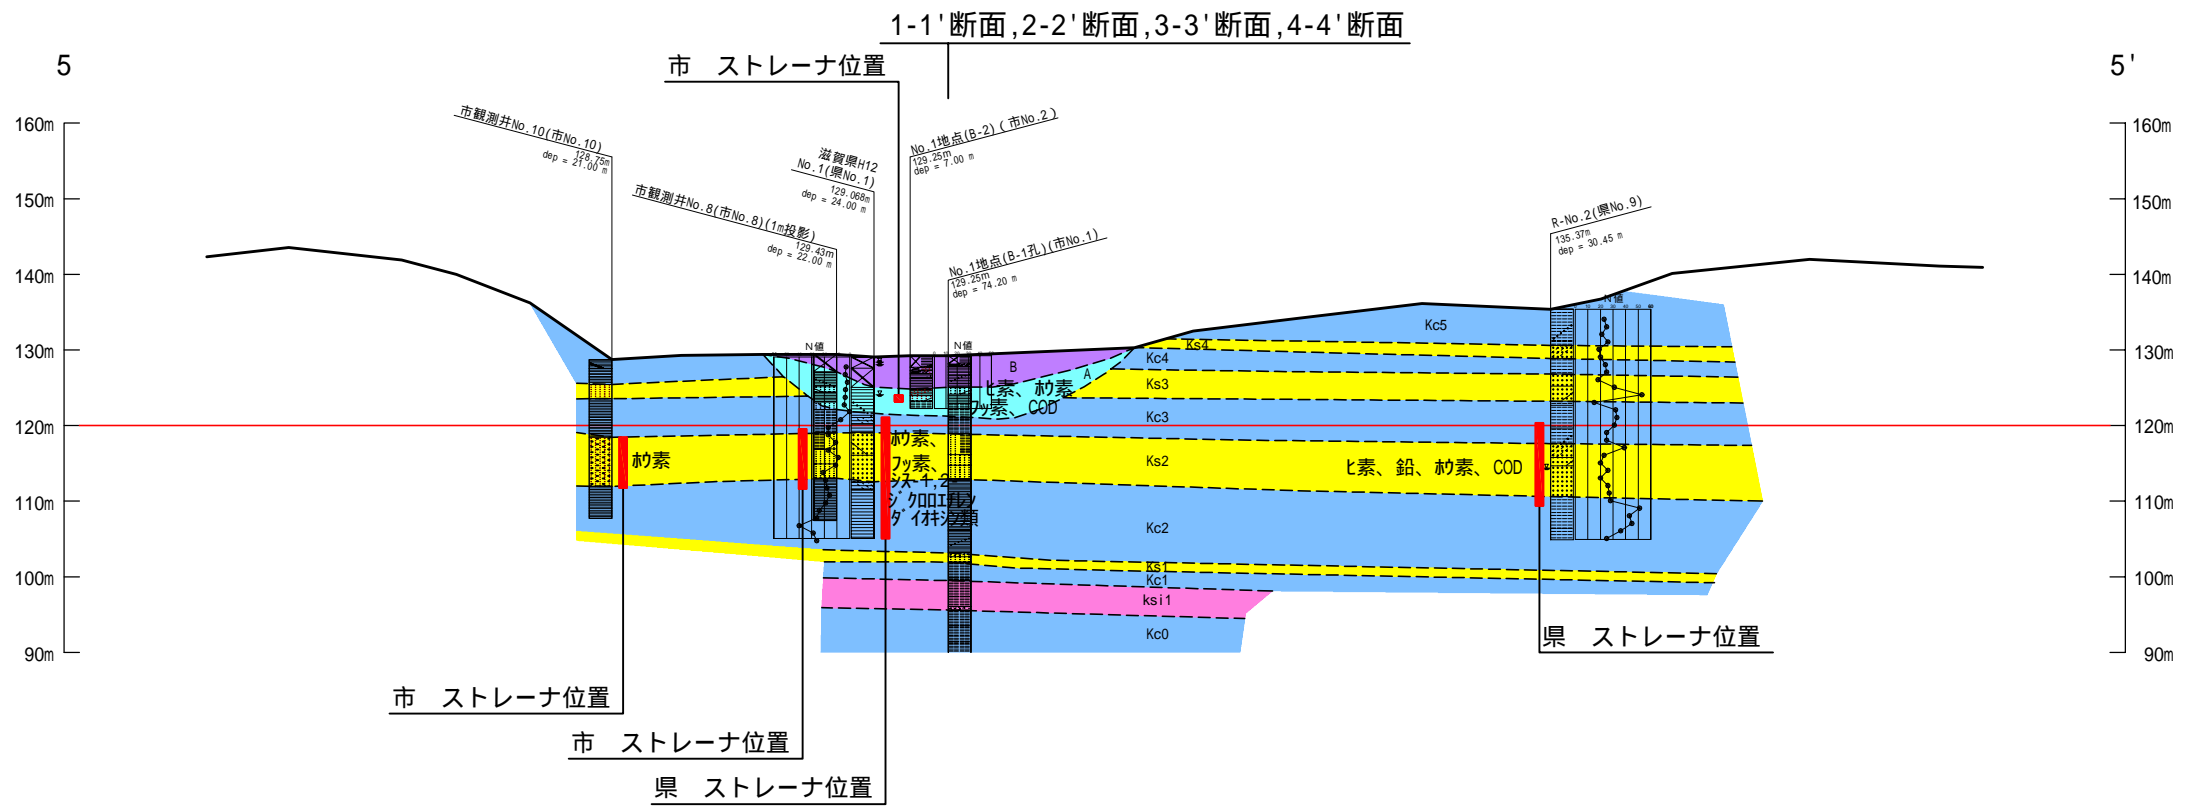 1-1'断面,2-2'断面,3-3'断面,4-4'断面
5
5'
市　ストレーナ位置
160m
150m
140m
130m
120m
110m
100m
90m
160m
150m
140m
130m
120m
110m
100m
90m
市観測井No.10(市No.10)
128.75m
dep = 21.00 m
市観測井No.8(市No.8)(1m投影)
129.43m
dep = 22.00 m
滋賀県H12
No.1(県No.1)
129.068m
dep = 24.00 m
No.1地点(B-2)(市No.2)
129.25m
dep = 7.00 m
No.1地点(B-1孔)(市No.1)
129.25m
dep = 74.20 m
R-No.2(県No.9)
135.37m
dep = 30.45 m
N値
N値
N値
B
A
ヒ素、ホウ素
フッ素、COD
Kc5
Ks4
Kc4
Ks3
Kc3
Ks2
Kc2
Ks1
Kc1
ksi1
Kc0
ホウ素
ホウ素、
フッ素、
シス-1,2-
ジクロロエチレン
ダイオキシン類
ヒ素、鉛、ホウ素、COD
県　ストレーナ位置
市　ストレーナ位置
市　ストレーナ位置
県　ストレーナ位置